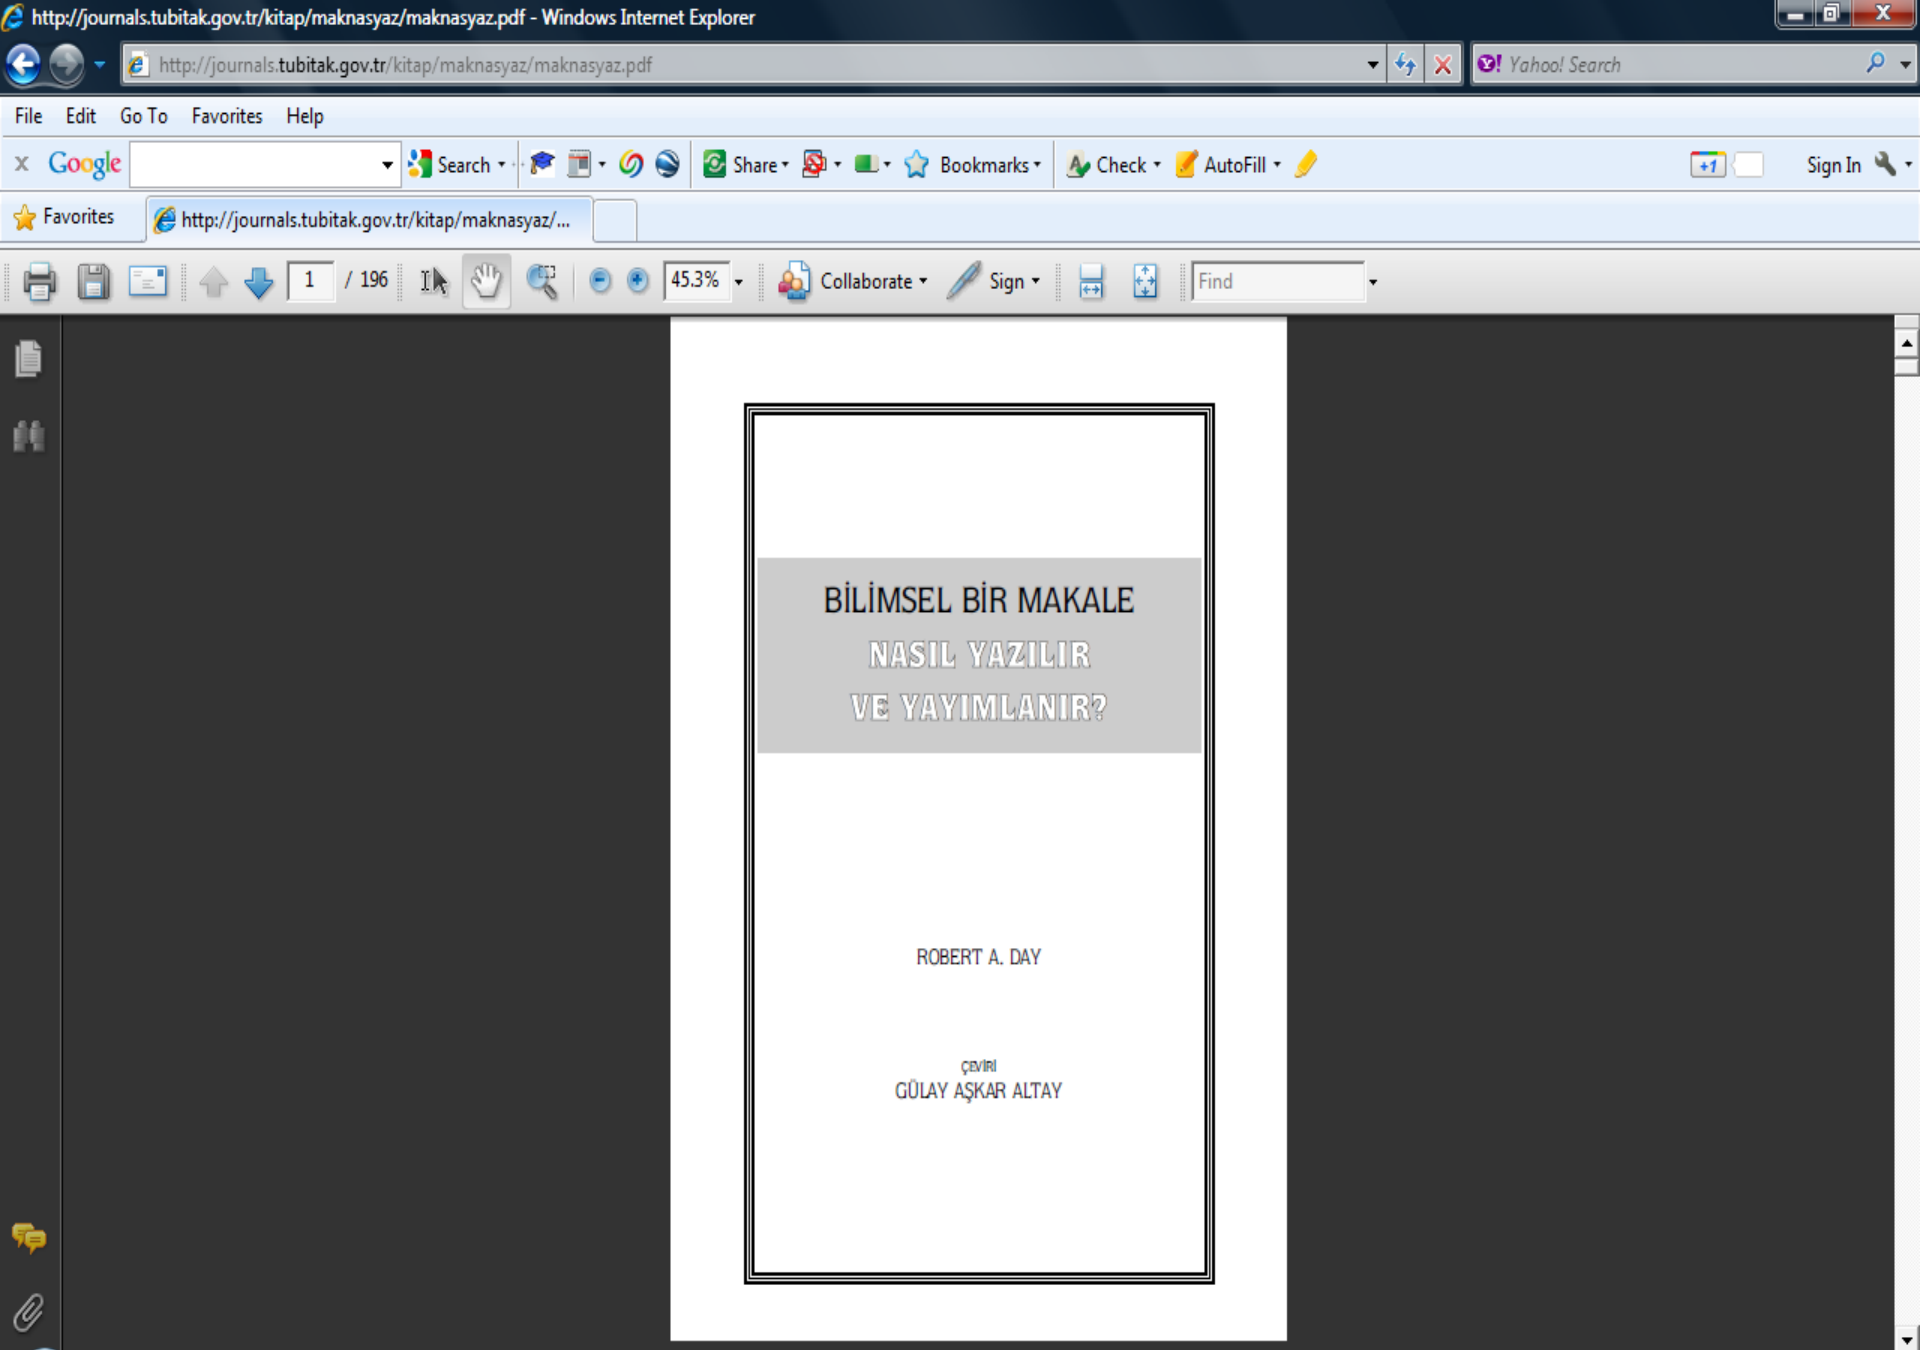 http://journals.tubitak.gov.tr/kitap/maknasyaz/maknasyaz.pdf - Windows Internet Explorer
http://journals.tubitak.gov.tr/kitap/maknasyaz/maknasyaz.pdf
Yahoo! Search
File Edit Go To Favorites Help
x Google Search Share Bookmarks Check AutoFill +1 Sign In
Favorites http://journals.tubitak.gov.tr/kitap/maknasyaz/...
1 / 196 45.3% Collaborate Sign Find
BİLİMSEL BİR MAKALE
NASIL YAZILIR
VE YAYIMLANIR?
ROBERT A. DAY
ÇEVİRİ
GÜLAY AŞKAR ALTAY